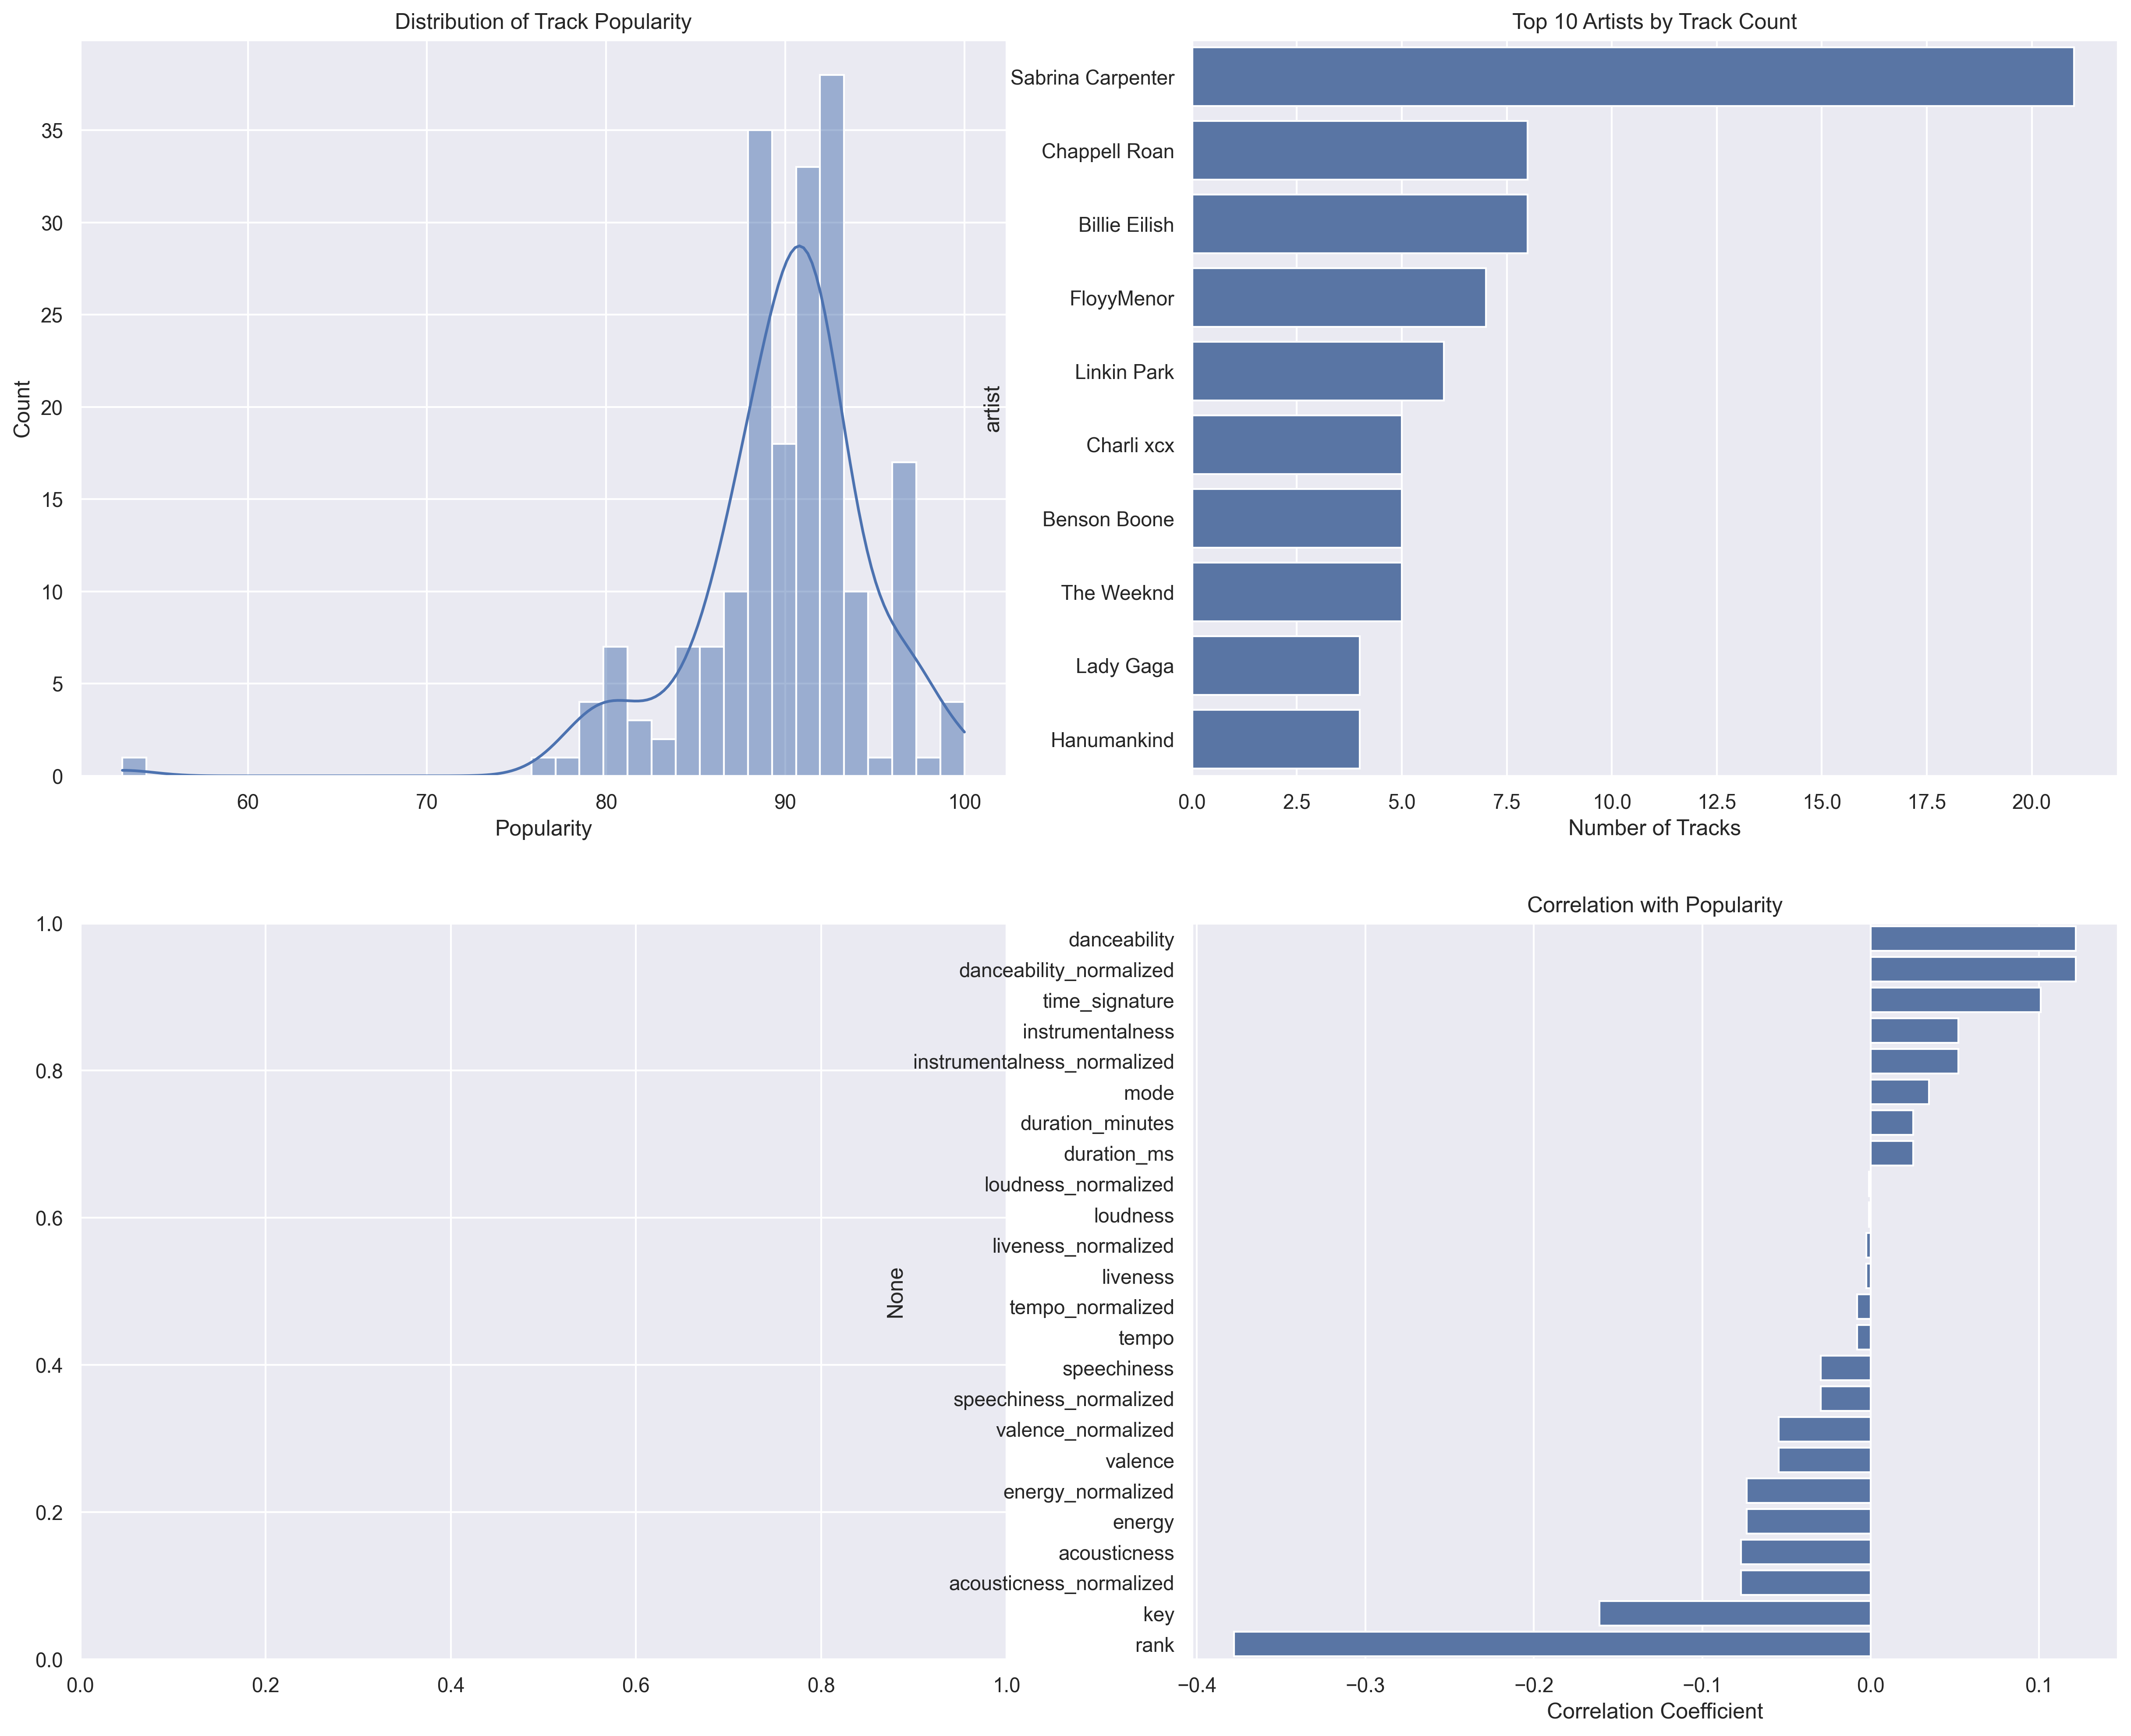 Distribution of Track Popularity
35
30
25
20
15
10
5
0
Count
60 70 80 90 100
Popularity
Top 10 Artists by Track Count
Sabrina Carpenter
Chappell Roan
Billie Eilish
FloyyMenor
Linkin Park
Charli xcx
Benson Boone
The Weeknd
Lady Gaga
Hanumankind
artist
0.0 2.5 5.0 7.5 10.0 12.5 15.0 17.5 20.0
Number of Tracks
1.0
0.8
0.6
0.4
0.2
0.0
0.0 0.2 0.4 0.6 0.8 1.0
Correlation with Popularity
danceability
danceability_normalized
time_signature
instrumentalness
instrumentalness_normalized
mode
duration_minutes
duration_ms
loudness_normalized
loudness
liveness_normalized
liveness
tempo_normalized
tempo
speechiness
speechiness_normalized
valence_normalized
valence
energy_normalized
energy
acousticness
acousticness_normalized
key
rank
None
−0.4 −0.3 −0.2 −0.1 0.0 0.1
Correlation Coefficient